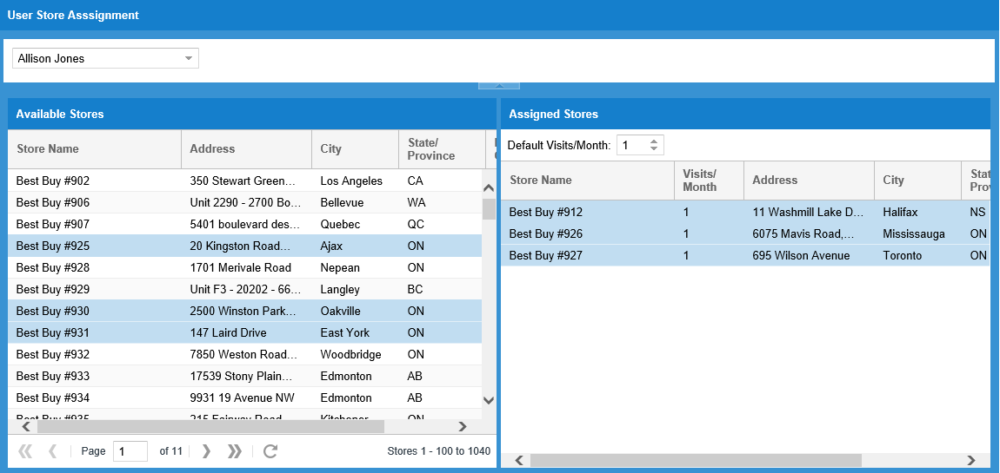 User Store Asssignment
Allison Jones
Available Stores
Store Name Address City State/ Province
Best Buy #902 350 Stewart Green... Los Angeles CA
Best Buy #906 Unit 2290 - 2700 Bo... Bellevue WA
Best Buy #907 5401 boulevard des... Quebec QC
Best Buy #925 20 Kingston Road... Ajax ON
Best Buy #928 1701 Merivale Road Nepean ON
Best Buy #929 Unit F3 - 20202 - 66... Langley BC
Best Buy #930 2500 Winston Park... Oakville ON
Best Buy #931 147 Laird Drive East York ON
Best Buy #932 7850 Weston Road... Woodbridge ON
Best Buy #933 17539 Stony Plain... Edmonton AB
Best Buy #934 9931 19 Avenue NW Edmonton AB
Best Buy #935 215 Fairway Road Kitchener ON
Page 1 of 11 Stores 1 - 100 to 1040
Assigned Stores
Default Visits/Month: 1
Store Name Visits/ Month Address City
Best Buy #912 1 11 Washmill Lake D... Halifax NS
Best Buy #926 1 6075 Mavis Road,... Mississauga ON
Best Buy #927 1 695 Wilson Avenue Toronto ON